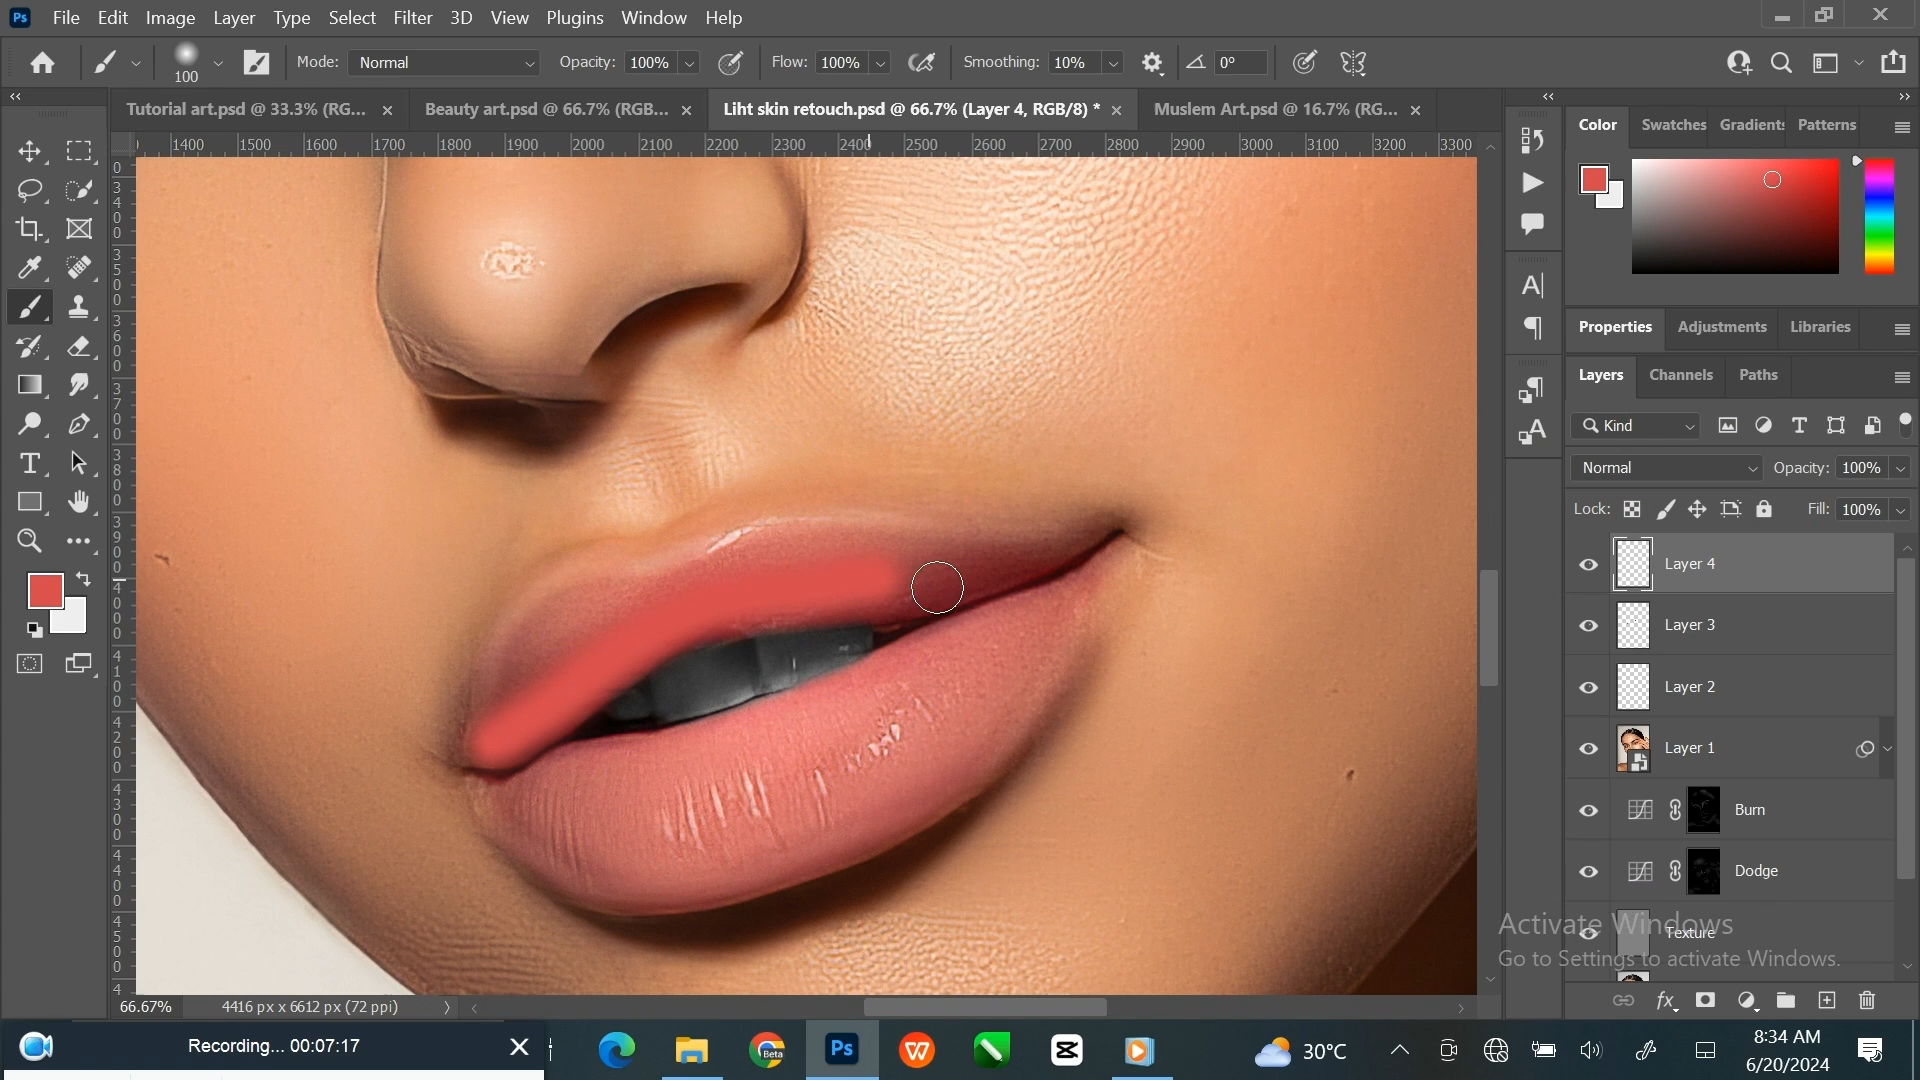 Ps File Edit Image Layer Type Select Filter 3D View Plugins Window Help
100 Mode: Normal Opacity: 100% Flow: 100% Smoothing: 10% 0°
Tutorial art.psd @ 33.3% (RG... × Beauty art.psd @ 66.7% (RGB... × Liht skin retouch.psd @ 66.7% (Layer 4, RGB/8) * × Muslem Art.psd @ 16.7% (RG... ×
1400 1500 1600 1700 1800 1900 2000 2100 2200 2300 2400 2500 2600 2700 2800 2900 3000 3100 3200 3300
Color Swatches Gradients Patterns
Properties Adjustments Libraries
Layers Channels Paths
Kind
Normal Opacity: 100%
Lock: Fill: 100%
Layer 4
Layer 3
Layer 2
Layer 1
Burn
Dodge
Texture
Activate Windows
Go to Settings to activate Windows.
66.67% 4416 px x 6612 px (72 ppi)
Recording... 00:07:17
Beta
Ps
W
30°C
8:34 AM
6/20/2024